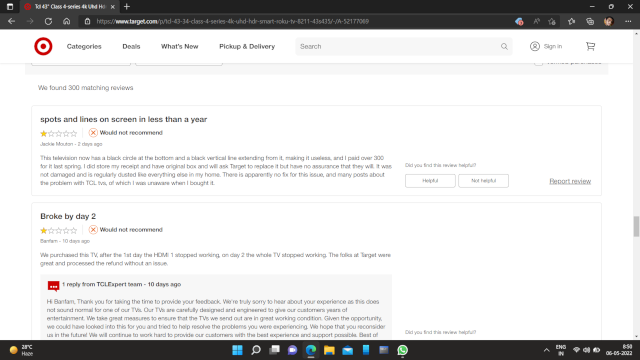 Tcl 43" Class 4-series 4k Uhd Hd
https://www.target.com/p/tcl-43-34-class-4-series-4k-uhd-hdr-smart-roku-tv-8211-43s435/-/A-52177069
Categories Deals What's New Pickup & Delivery Search Sign in
We found 300 matching reviews
spots and lines on screen in less than a year
Would not recommend
Jackie Mouton - 2 days ago
This television now has a black circle at the bottom and a black vertical line extending from it, making it useless, and I paid over 300
for it last spring. I did store my receipt and have original box and will ask Target to replace it but have no assurance that they will. It was
not damaged and is regularly dusted like everything else in my home. There is apparently no fix for this issue, and many posts
about the problem with TCL tvs, of which I was unaware when I bought it.
Did you find this review helpful?
Helpful Not helpful Report review
Broke by day 2
Would not recommend
Banfam - 10 days ago
We purchased this TV, after the 1st day the HDMI 1 stopped working, on day 2 the whole TV stopped working. The folks at Target were
great and processed the refund without an issue.
1 reply from TCLExpert team - 10 days ago
Hi Banfam, Thank you for taking the time to provide your feedback. We're truly sorry to hear about your experience as this does
not sound normal for one of our TVs. Our TVs are carefully designed and engineered to give our customers years of
entertainment. We take great measures to ensure that the TVs we send out are in great working condition. Given the opportunity,
we could have looked into this for you and tried to help resolve the problems you were experiencing. We hope that you reconsider
us in the future! We will continue to work hard to provide our customers with the best experience and support possible. Best of
Did you find this review helpful?
28°C
Haze
ENG
IN
8:50
06-05-2022